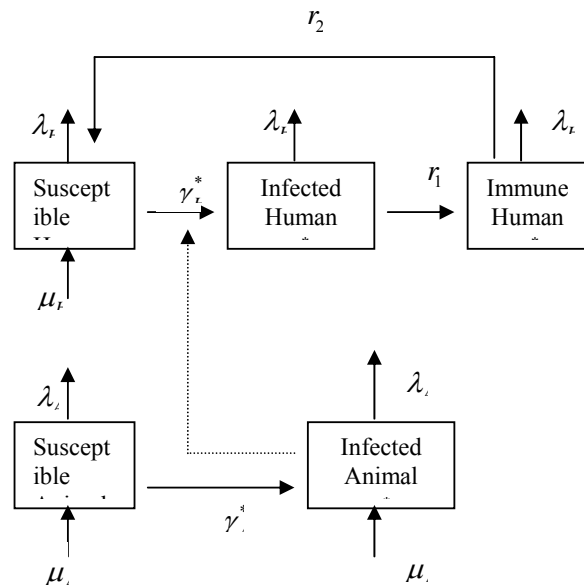 r₂
λ λ λ
Suscept
ible
γ*
Infected
Human
*
r₁
Immune
Human
*
μ
λ λ
Suscept
ible
γ*
Infected
Animal
*
μ μ